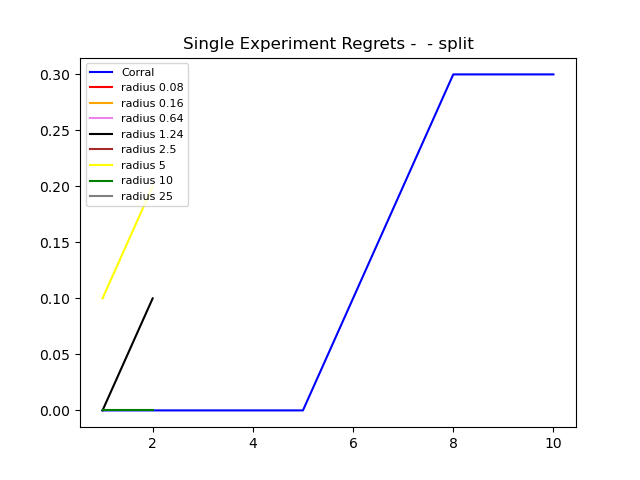 Single Experiment Regrets -  - split
0.30
0.25
0.20
0.15
0.10
0.05
0.00
Corral
radius 0.08
radius 0.16
radius 0.64
radius 1.24
radius 2.5
radius 5
radius 10
radius 25
2
4
6
8
10